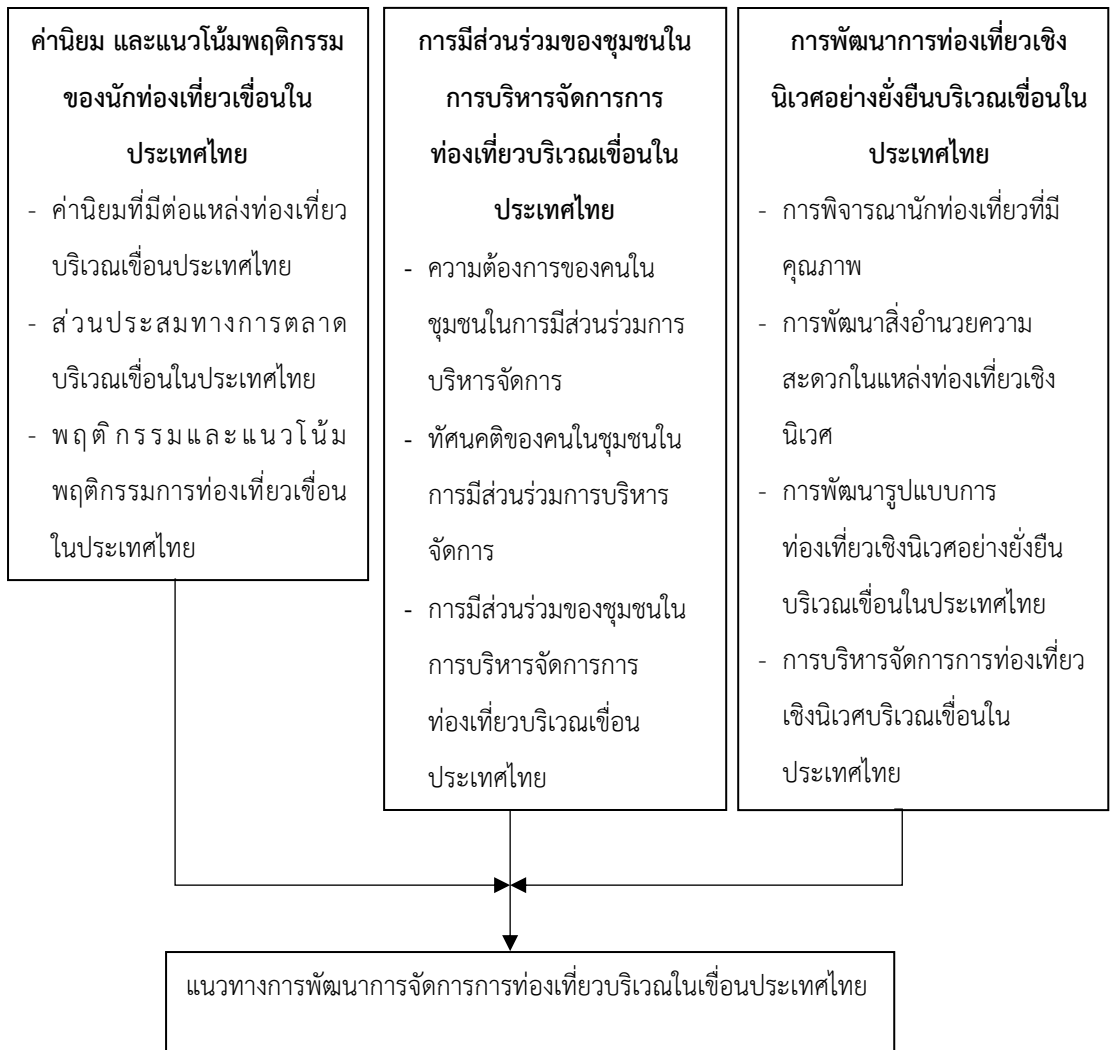 ค่านิยม และแนวโน้มพฤติกรรม
ของนักท่องเที่ยวเขื่อนใน
ประเทศไทย
- ค่านิยมที่มีต่อแหล่งท่องเที่ยว
บริเวณเขื่อนประเทศไทย
- ส่วนประสมทางการตลาด
บริเวณเขื่อนในประเทศไทย
- พฤติกรรมและแนวโน้ม
พฤติกรรมการท่องเที่ยวเขื่อน
ในประเทศไทย
การมีส่วนร่วมของชุมชนใน
การบริหารจัดการการ
ท่องเที่ยวบริเวณเขื่อนใน
ประเทศไทย
- ความต้องการของคนใน
ชุมชนในการมีส่วนร่วมการ
บริหารจัดการ
- ทัศนคติของคนในชุมชนใน
การมีส่วนร่วมการบริหาร
จัดการ
- การมีส่วนร่วมของชุมชนใน
การบริหารจัดการการ
ท่องเที่ยวบริเวณเขื่อน
ประเทศไทย
การพัฒนาการท่องเที่ยวเชิง
นิเวศอย่างยั่งยืนบริเวณเขื่อนใน
ประเทศไทย
- การพิจารณานักท่องเที่ยวที่มี
คุณภาพ
- การพัฒนาสิ่งอำนวยความ
สะดวกในแหล่งท่องเที่ยวเชิง
นิเวศ
- การพัฒนารูปแบบการ
ท่องเที่ยวเชิงนิเวศอย่างยั่งยืน
บริเวณเขื่อนในประเทศไทย
- การบริหารจัดการการท่องเที่ยว
เชิงนิเวศบริเวณเขื่อนใน
ประเทศไทย
แนวทางการพัฒนาการจัดการการท่องเที่ยวบริเวณในเขื่อนประเทศไทย